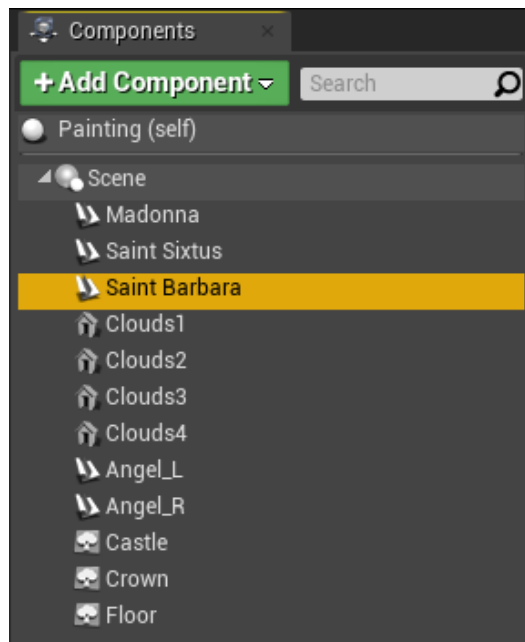 Components
+ Add Component
Search
Painting (self)
Scene
Madonna
Saint Sixtus
Saint Barbara
Clouds1
Clouds2
Clouds3
Clouds4
Angel_L
Angel_R
Castle
Crown
Floor